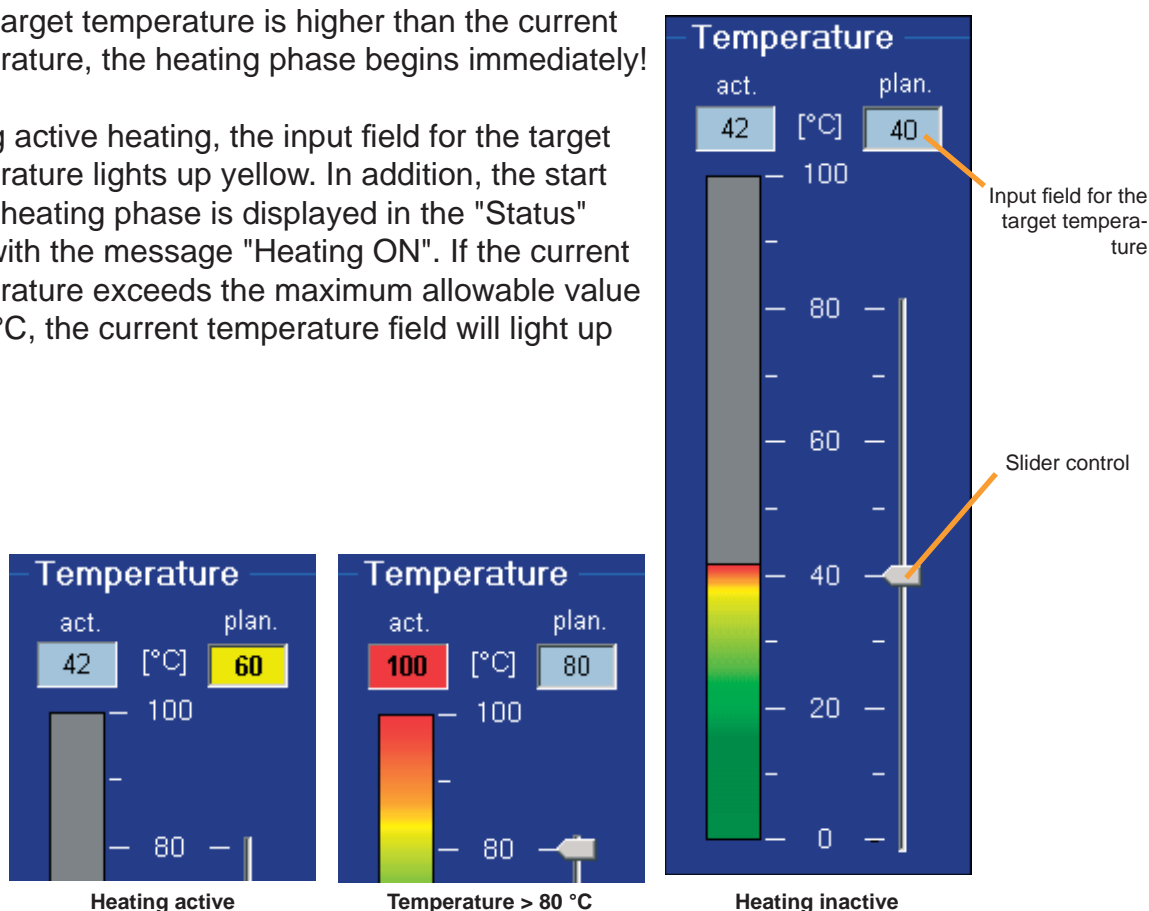 arget temperature is higher than the current
rature, the heating phase begins immediately!
g active heating, the input field for the target
rature lights up yellow. In addition, the start
heating phase is displayed in the "Status"
with the message "Heating ON". If the current
rature exceeds the maximum allowable value
°C, the current temperature field will light up
Temperature
act. plan.
42 [°C] 40
100
80
60
40
20
0
Input field for the
target tempera-
ture
Slider control
Temperature
act. plan.
42 [°C] 60
100
80
Heating active
Temperature
act. plan.
100 [°C] 80
100
80
Temperature > 80 °C
Heating inactive